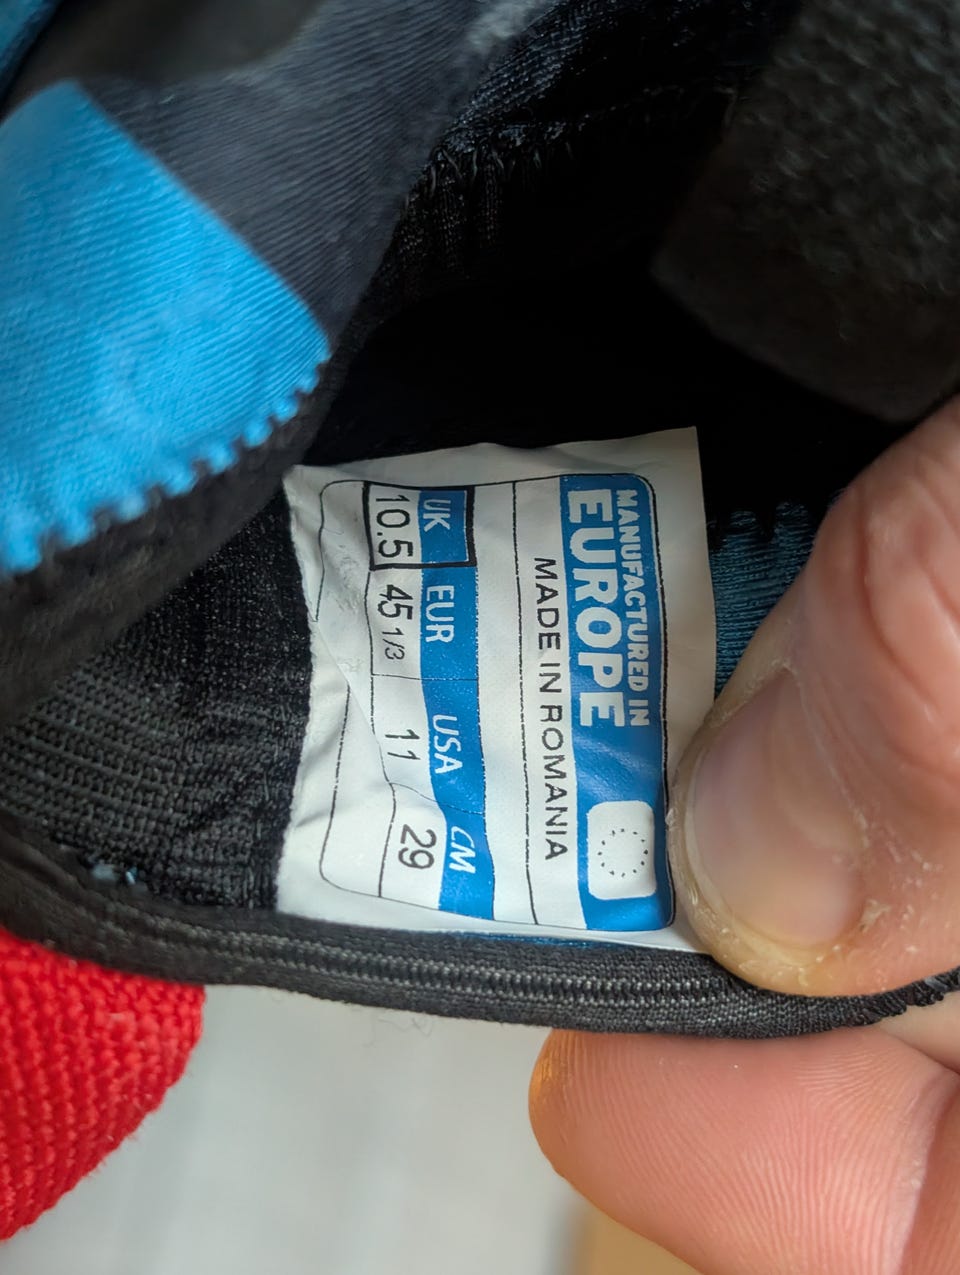 MANUFACTURED IN
EUROPE
MADE IN ROMANIA
UK EUR USA CM
10.5 45 1/3 11 29